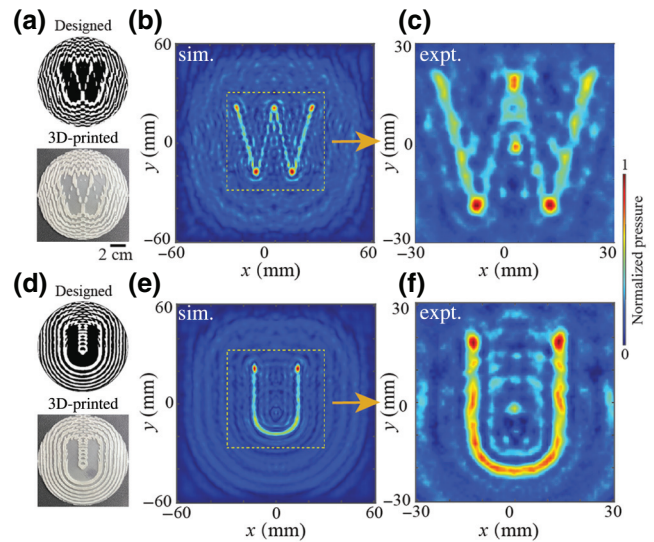 (a)
Designed
3D-printed
2 cm
(b)
sim.
60
y (mm)
0
−60
−60
0
60
x (mm)
(c)
expt.
30
y (mm)
0
−30
−30
0
30
x (mm)
1
Normalized pressure
0
(d)
Designed
3D-printed
(e)
sim.
60
y (mm)
0
−60
−60
0
60
x (mm)
(f)
expt.
30
y (mm)
0
−30
−30
0
30
x (mm)